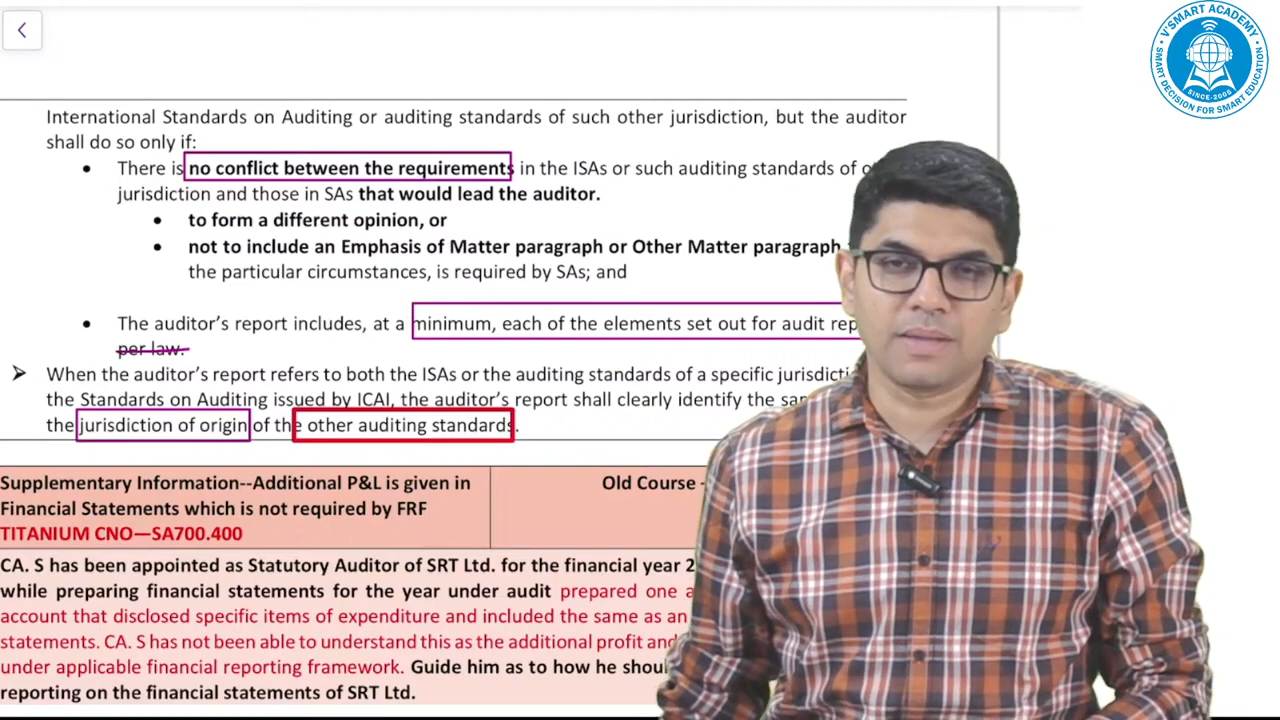 V'SMART ACADEMY
SMART DECISION FOR SMART EDUCATION
SINCE-2005
International Standards on Auditing or auditing standards of such other jurisdiction, but the auditor
shall do so only if:
• There is no conflict between the requirements in the ISAs or such auditing standards of
jurisdiction and those in SAs that would lead the auditor.
• to form a different opinion, or
• not to include an Emphasis of Matter paragraph or Other Matter paragraph
the particular circumstances, is required by SAs; and
• The auditor's report includes, at a minimum, each of the elements set out for audit
per law.
➤ When the auditor's report refers to both the ISAs or the auditing standards of a specific
the Standards on Auditing issued by ICAI, the auditor's report shall clearly identify the
the jurisdiction of origin of the other auditing standards.
Supplementary Information--Additional P&L is given in
Financial Statements which is not required by FRF
TITANIUM CNO—SA700.400
Old Course -
CA. S has been appointed as Statutory Auditor of SRT Ltd. for the financial year 2
while preparing financial statements for the year under audit prepared one
account that disclosed specific items of expenditure and included the same as an
statements. CA. S has not been able to understand this as the additional profit and
under applicable financial reporting framework. Guide him as to how he
reporting on the financial statements of SRT Ltd.